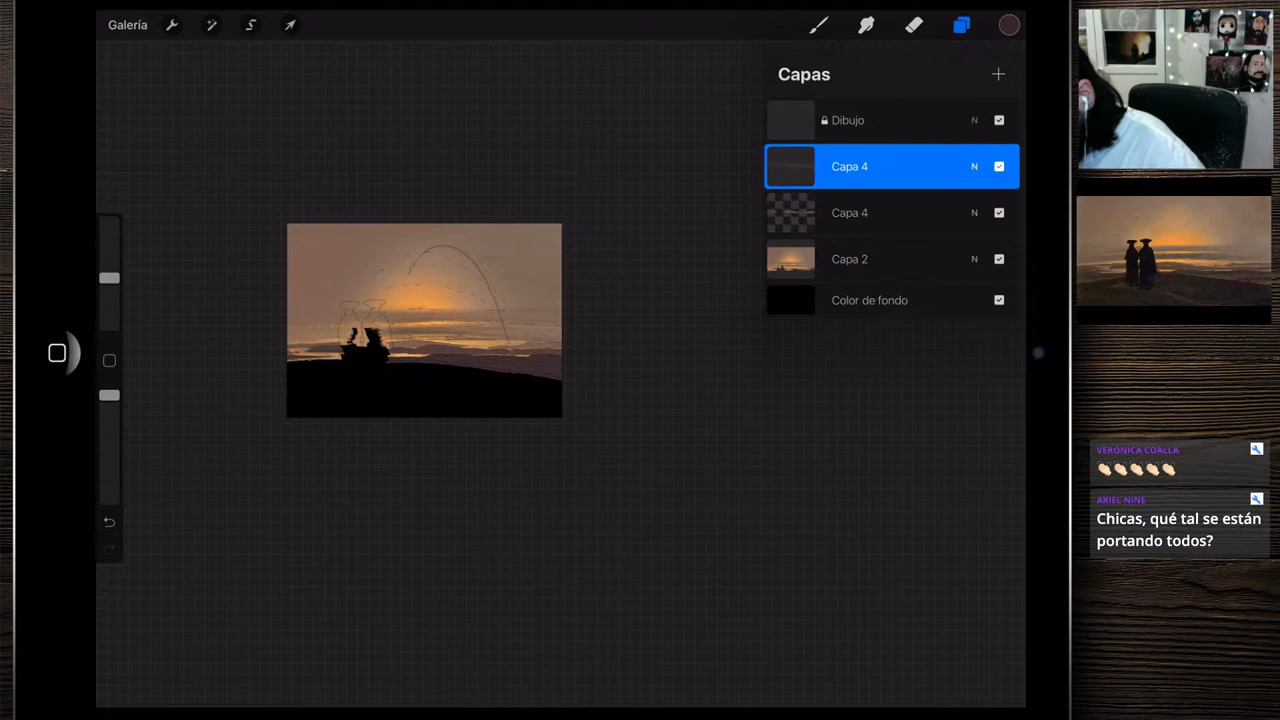 Galería
Capas
Dibujo
N
Capa 4
N
Capa 4
N
Capa 2
N
Color de fondo
VERONICA COALLA
👏🏻👏🏻👏🏻👏🏻👏🏻
ARIEL NINE
Chicas, qué tal se están
portando todos?